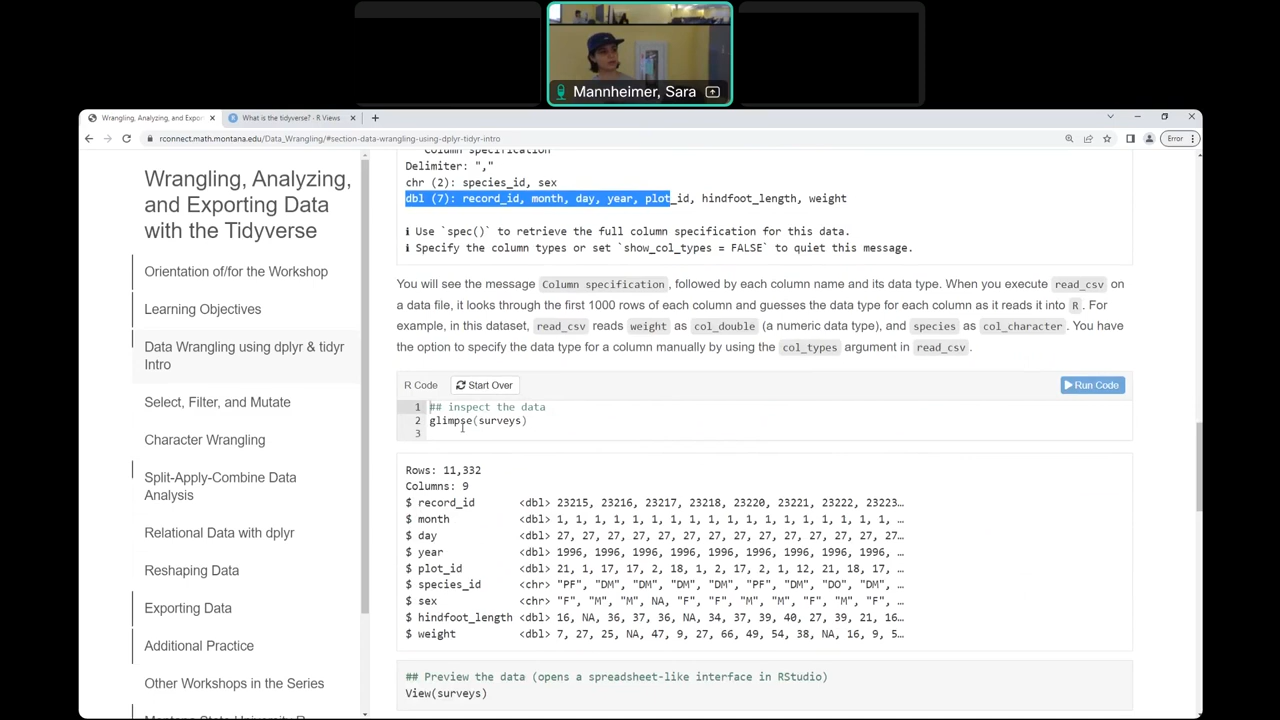 Mannheimer, Sara
Wrangling, Analyzing, and Expor
What is the tidyverse? · R Views
rconnect.math.montana.edu/Data_Wrangling/#section-data-wrangling-using-dplyr-tidyr-intro
Error
Wrangling, Analyzing,
and Exporting Data
with the Tidyverse
Orientation of/for the Workshop
Learning Objectives
Data Wrangling using dplyr & tidyr
Intro
Select, Filter, and Mutate
Character Wrangling
Split-Apply-Combine Data
Analysis
Relational Data with dplyr
Reshaping Data
Exporting Data
Additional Practice
Other Workshops in the Series
Montana State University R
Column specification
Delimiter: ","
chr (2): species_id, sex
dbl (7): record_id, month, day, year, plot_id, hindfoot_length, weight
ℹ Use `spec()` to retrieve the full column specification for this data.
ℹ Specify the column types or set `show_col_types = FALSE` to quiet this message.
You will see the message Column specification, followed by each column name and its data type. When you execute read_csv on
a data file, it looks through the first 1000 rows of each column and guesses the data type for each column as it reads it into R. For
example, in this dataset, read_csv reads weight as col_double (a numeric data type), and species as col_character. You have
the option to specify the data type for a column manually by using the col_types argument in read_csv.
R Code Start Over Run Code
1 ## inspect the data
2 glimpse(surveys)
3
Rows: 11,332
Columns: 9
$ record_id <dbl> 23215, 23216, 23217, 23218, 23220, 23221, 23222, 23223…
$ month <dbl> 1, 1, 1, 1, 1, 1, 1, 1, 1, 1, 1, 1, 1, 1, 1, 1, 1, 1, …
$ day <dbl> 27, 27, 27, 27, 27, 27, 27, 27, 27, 27, 27, 27, 27, 27…
$ year <dbl> 1996, 1996, 1996, 1996, 1996, 1996, 1996, 1996, 1996, …
$ plot_id <dbl> 21, 1, 17, 17, 2, 18, 1, 2, 17, 2, 1, 12, 21, 18, 17, …
$ species_id <chr> "PF", "DM", "DM", "DM", "DM", "PF", "DM", "DO", "DM", …
$ sex <chr> "F", "M", "M", NA, "F", "F", "M", "M", "F", "M", "F", …
$ hindfoot_length <dbl> 16, NA, 36, 37, 36, NA, 34, 37, 39, 40, 27, 39, 21, 16…
$ weight <dbl> 7, 27, 25, NA, 47, 9, 27, 66, 49, 54, 38, NA, 16, 9, 5…
## Preview the data (opens a spreadsheet-like interface in RStudio)
View(surveys)